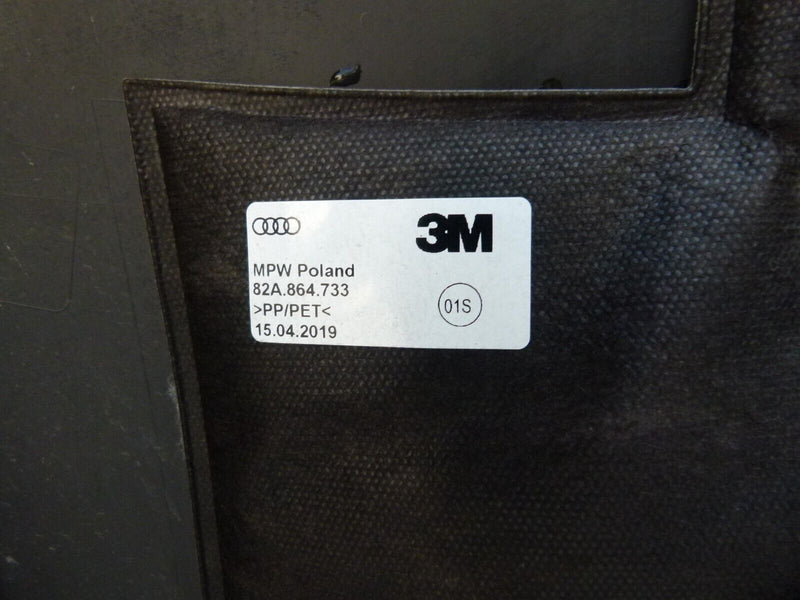 3M
MPW Poland
82A.864.733
>PP/PET<
01S
15.04.2019